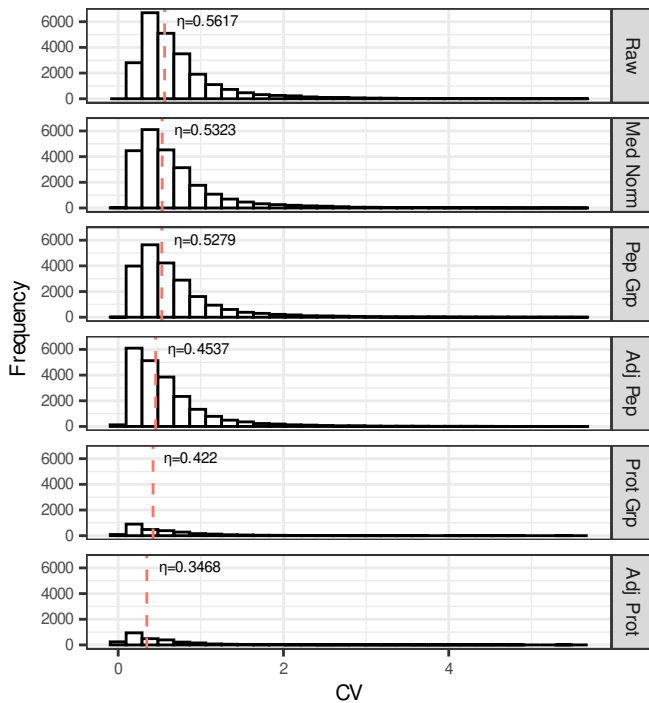 6000
4000
2000
0
η=0.5617
Raw
6000
4000
2000
0
η=0.5323
Med Norm
6000
4000
2000
0
η=0.5279
Pep Grp
6000
4000
2000
0
η=0.4537
Adj Pep
6000
4000
2000
0
η=0.422
Prot Grp
6000
4000
2000
0
η=0.3468
Adj Prot
Frequency
0
2
4
CV